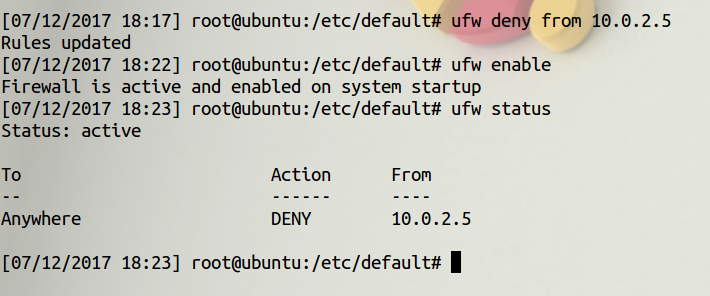 [07/12/2017 18:17] root@ubuntu:/etc/default# ufw deny from 10.0.2.5
Rules updated
[07/12/2017 18:22] root@ubuntu:/etc/default# ufw enable
Firewall is active and enabled on system startup
[07/12/2017 18:23] root@ubuntu:/etc/default# ufw status
Status: active
To                         Action      From
--                         ------      ----
Anywhere                   DENY        10.0.2.5
[07/12/2017 18:23] root@ubuntu:/etc/default#